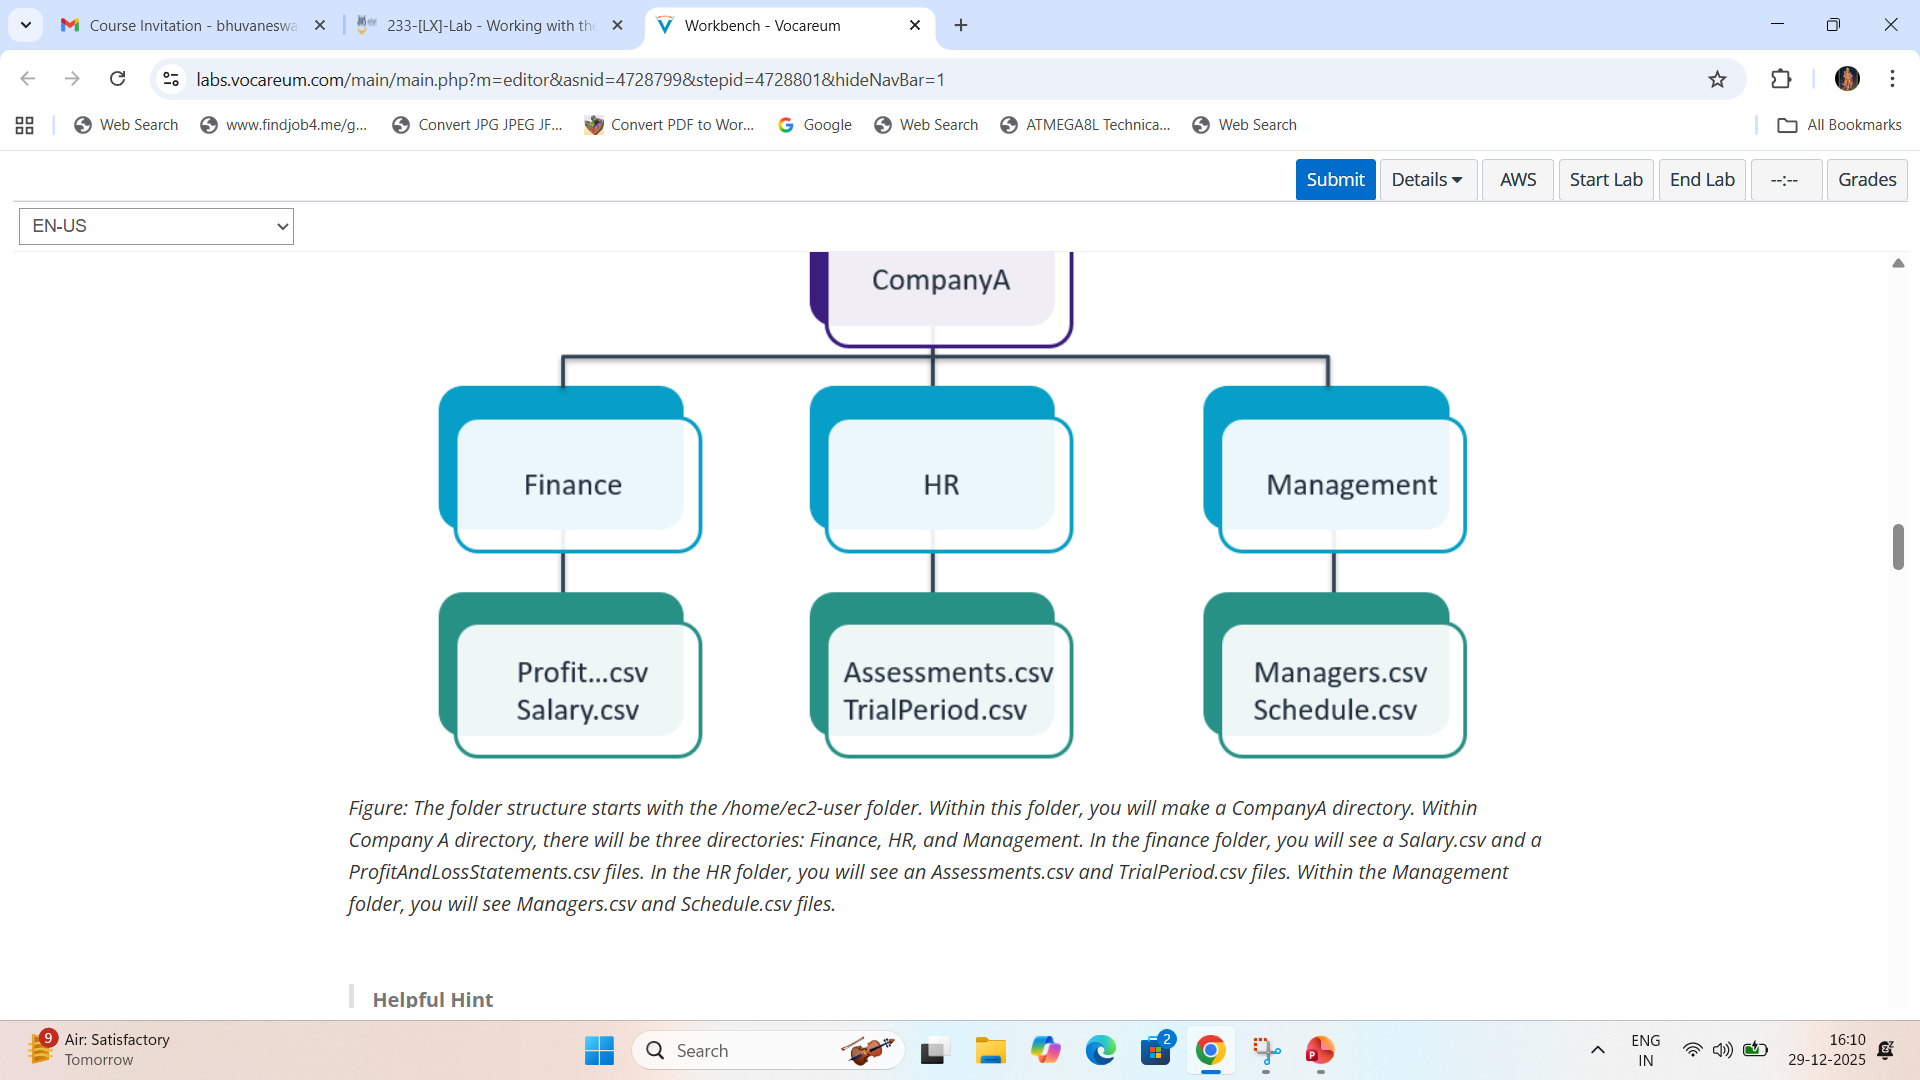 Course Invitation - bhuvanesw
233-[LX]-Lab - Working with the
Workbench - Vocareum
labs.vocareum.com/main/main.php?m=editor&asnid=4728799&stepid=4728801&hideNavBar=1
Web Search
www.findjob4.me/g...
Convert JPG JPEG JF...
Convert PDF to Wor...
Google
Web Search
ATMEGA8L Technica...
Web Search
All Bookmarks
Submit
Details
AWS
Start Lab
End Lab
--:--
Grades
EN-US
CompanyA
Finance
HR
Management
Profit...csv
Salary.csv
Assessments.csv
TrialPeriod.csv
Managers.csv
Schedule.csv
Figure: The folder structure starts with the /home/ec2-user folder. Within this folder, you will make a CompanyA directory. Within
Company A directory, there will be three directories: Finance, HR, and Management. In the finance folder, you will see a Salary.csv and a
ProfitAndLossStatements.csv files. In the HR folder, you will see an Assessments.csv and TrialPeriod.csv files. Within the Management
folder, you will see Managers.csv and Schedule.csv files.
Helpful Hint
9
Air: Satisfactory
Tomorrow
Search
2
P
ENG
IN
16:10
29-12-2025